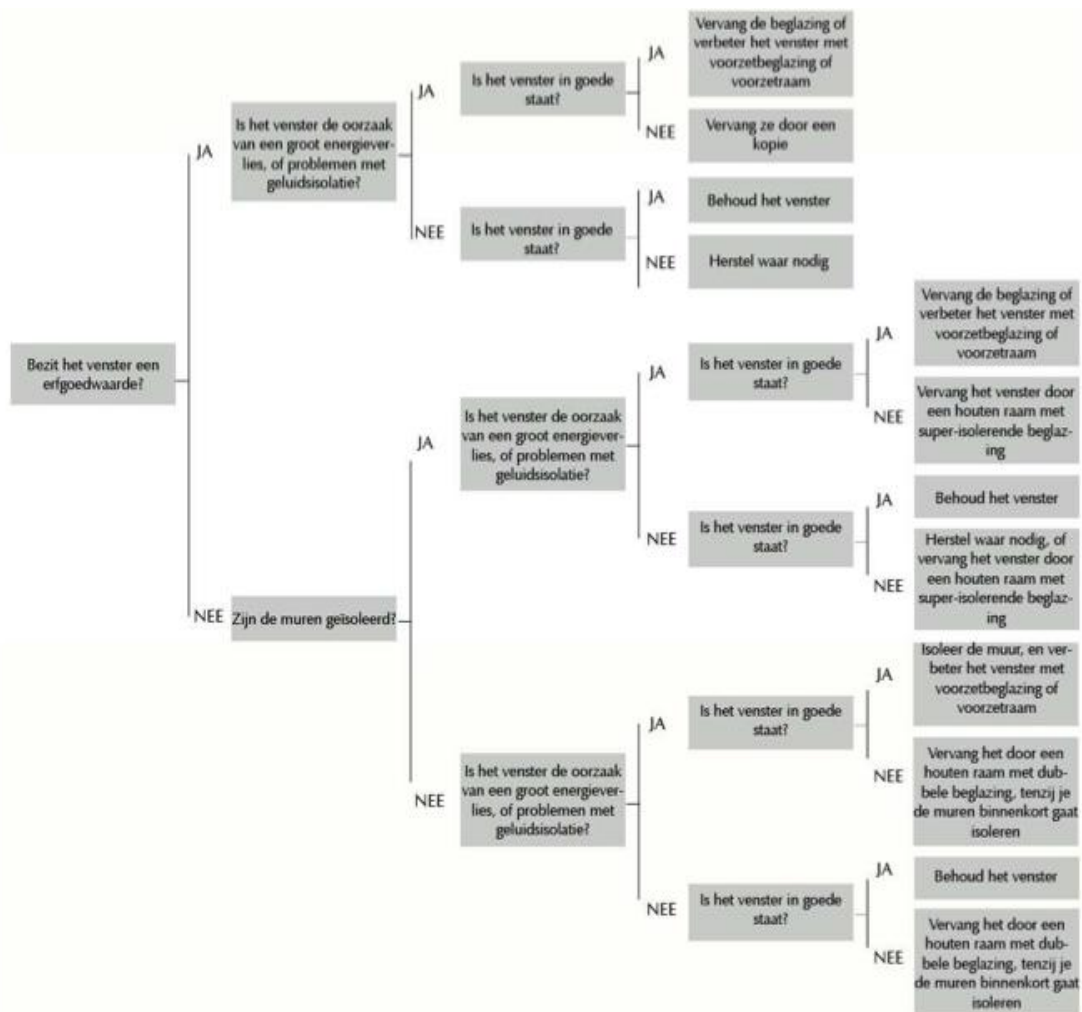 Bezit het venster een
erfgoedwaarde?
JA
Is het venster de oorzaak
van een groot energiever-
lies, of problemen met
geluidsisolatie?
JA
Is het venster in goede
staat?
JA
Vervang de beglazing of
verbeter het venster met
voorzetbeglazing of
voorzetraam
NEE
Vervang ze door een
kopie
NEE
Is het venster in goede
staat?
JA
Behoud het venster
NEE
Herstel waar nodig
NEE
Zijn de muren geïsoleerd?
JA
Is het venster de oorzaak
van een groot energiever-
lies, of problemen met
geluidsisolatie?
JA
Is het venster in goede
staat?
JA
Vervang de beglazing of
verbeter het venster met
voorzetbeglazing of
voorzetraam
NEE
Vervang het venster door
een houten raam met
super-isolerende beglaz-
ing
NEE
Is het venster in goede
staat?
JA
Behoud het venster
NEE
Herstel waar nodig, of
vervang het venster door
een houten raam met
super-isolerende beglaz-
ing
NEE
Is het venster de oorzaak
van een groot energiever-
lies, of problemen met
geluidsisolatie?
JA
Is het venster in goede
staat?
JA
Isoleer de muur, en ver-
beter het venster met
voorzetbeglazing of
voorzetraam
NEE
Vervang het door een
houten raam met dub-
bele beglazing, tenzij je
de muren binnenkort gaat
isoleren
NEE
Is het venster in goede
staat?
JA
Behoud het venster
NEE
Vervang het door een
houten raam met dub-
bele beglazing, tenzij je
de muren binnenkort gaat
isoleren